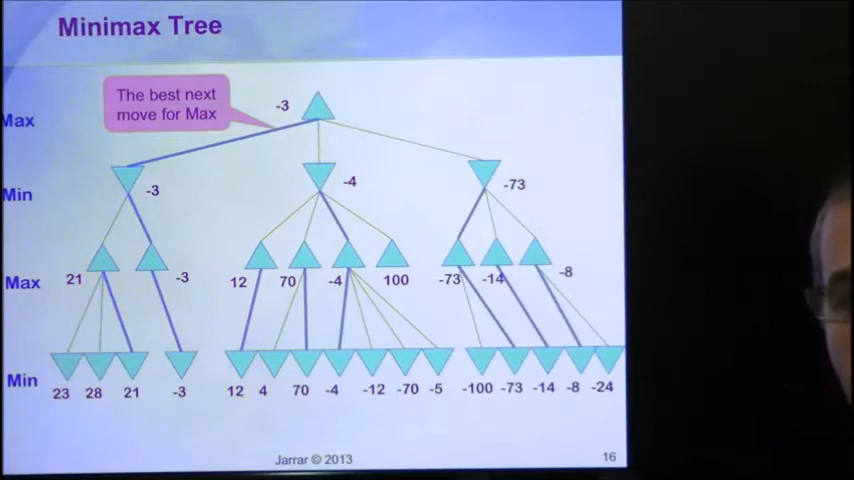 Minimax Tree
The best next
move for Max
-3
Max
Min
-3
-4
-73
Max
21
-3
12
70
-4
100
-73
-14
-8
Min
23 28 21 -3 12 4 70 -4 -12 -70 -5 -100 -73 -14 -8 -24
Jarrar © 2013
16